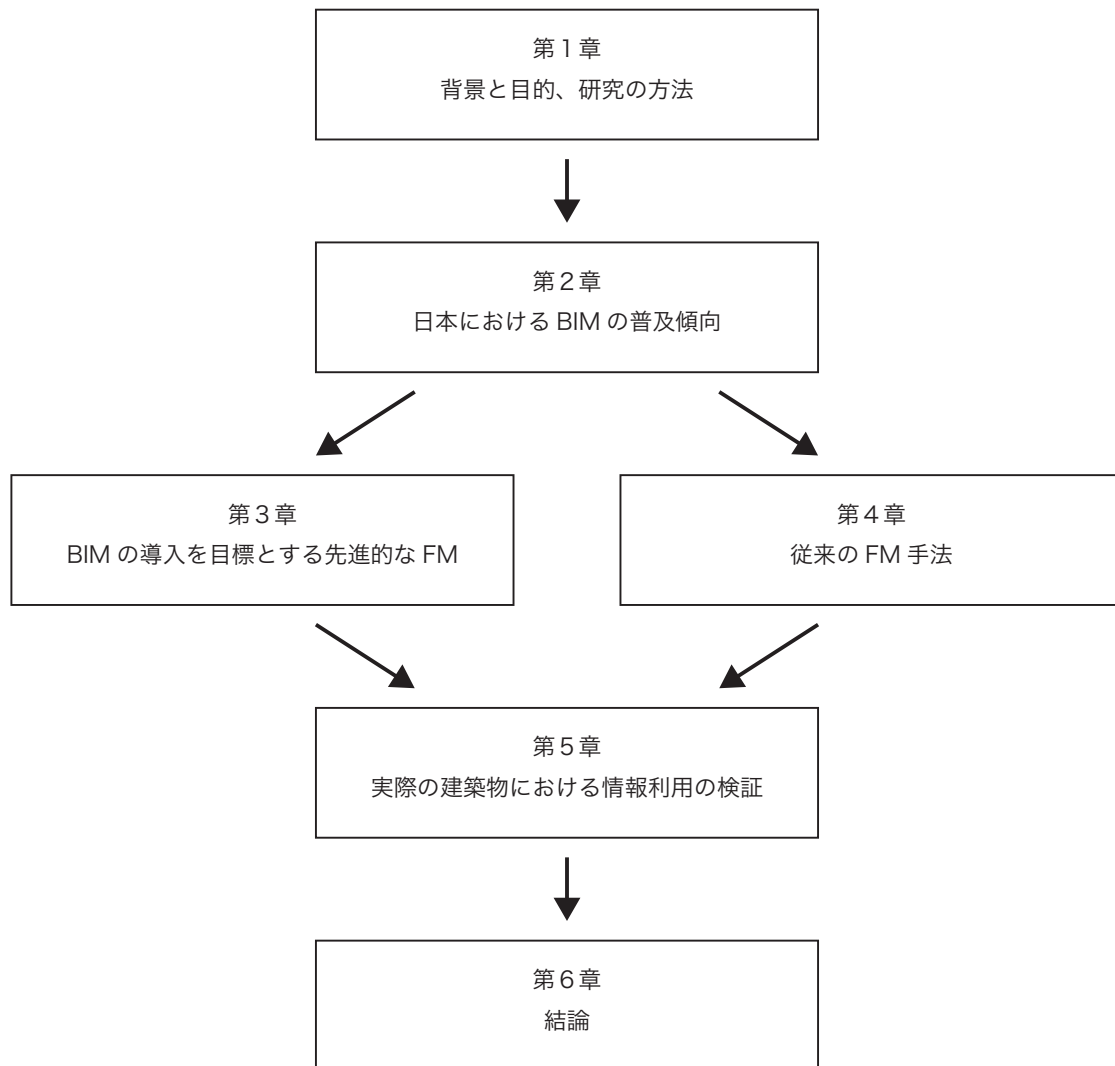 第１章
背景と目的、研究の方法
第２章
日本における BIM の普及傾向
第３章
BIM の導入を目標とする先進的な FM
第４章
従来の FM 手法
第５章
実際の建築物における情報利用の検証
第６章
結論